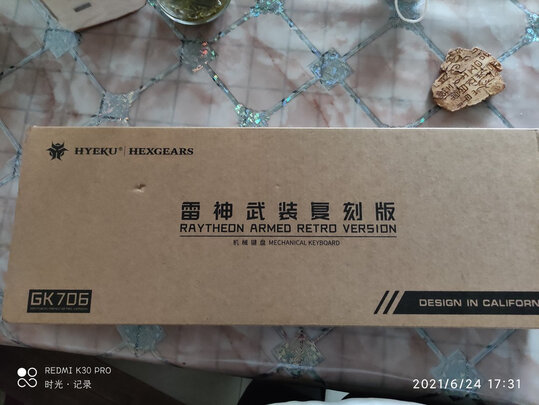 HYEKU® | HEXGEARS
雷神武装复刻版
RAYTHEON ARMED RETRO VERSION
机械键盘 MECHANICAL KEYBOARD
GK706
DESIGN IN CALIFORN
REDMI K30 PRO
时光·记录
2021/6/24 17:31